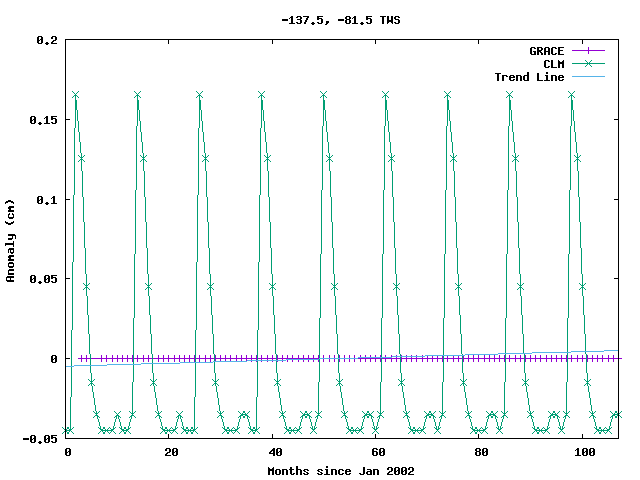 -137.5, -81.5 TWS
GRACE
CLM
Trend Line
0.2
0.15
0.1
0.05
0
-0.05
Anomaly (cm)
0 20 40 60 80 100
Months since Jan 2002